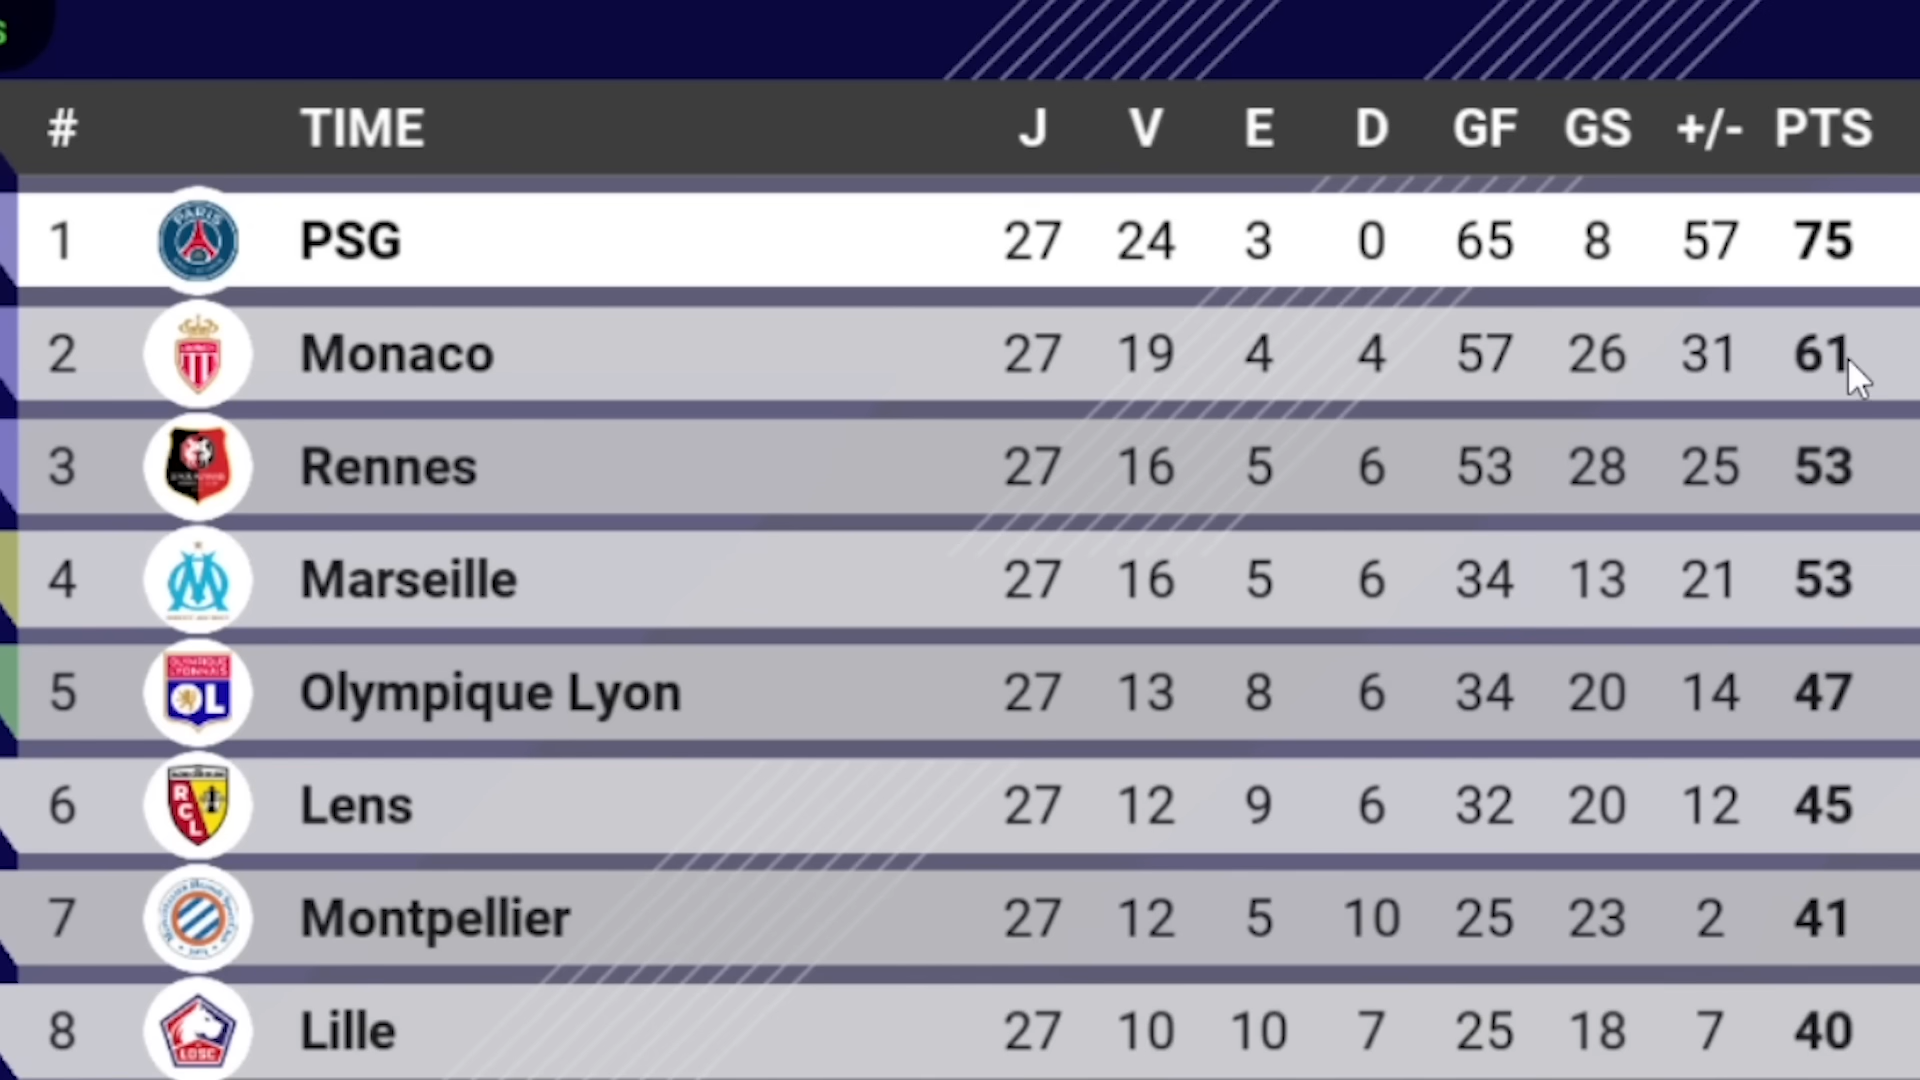 # TIME J V E D GF GS +/- PTS
1 PSG 27 24 3 0 65 8 57 75
2 Monaco 27 19 4 4 57 26 31 61
3 Rennes 27 16 5 6 53 28 25 53
4 Marseille 27 16 5 6 34 13 21 53
5 Olympique Lyon 27 13 8 6 34 20 14 47
6 Lens 27 12 9 6 32 20 12 45
7 Montpellier 27 12 5 10 25 23 2 41
8 Lille 27 10 10 7 25 18 7 40